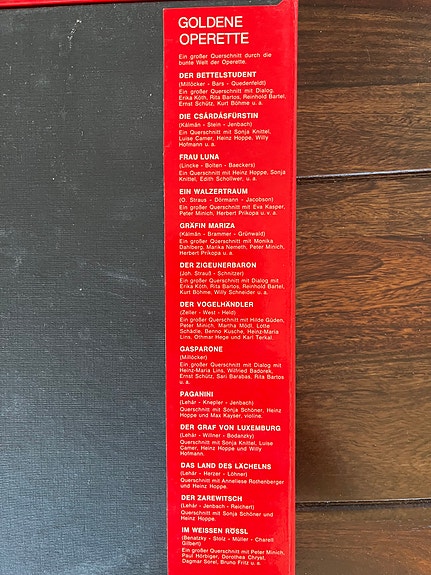 GOLDENE
OPERETTE
Ein großer Querschnitt durch die
bunte Welt der Operette.
DER BETTELSTUDENT
(Millöcker - Bars - Quedenfeldt)
Ein großer Querschnitt mit Dialog.
Erika Köth, Rita Bartos, Reinhold Bartel,
Ernst Schütz, Kurt Böhme u. a.
DIE CSÁRDÁSFÜRSTIN
(Kálmán - Stein - Jenbach)
Ein Querschnitt mit Sonja Knittel,
Luise Camer, Heinz Hoppe, Willy
Hofmann u. a.
FRAU LUNA
(Lincke - Bolten - Baeckers)
Ein Querschnitt mit Heinz Hoppe, Sonja
Knittel, Edith Schollwer, u. a.
EIN WALZERTRAUM
(O. Straus - Dörmann - Jacobson)
Ein großer Querschnitt mit Eva Kasper,
Peter Minich, Herbert Prikopa u. v. a.
GRÄFIN MARIZA
(Kálmán - Brammer - Grünwald)
Ein großer Querschnitt mit Monika
Dahlberg, Marika Nemeth, Peter Minich,
Herbert Prikopa u. a.
DER ZIGEUNERBARON
(Joh. Strauß - Schnitzer)
Ein großer Querschnitt mit Dialog mit
Erika Köth, Rita Bartos, Reinhold Bartel,
Kurt Böhme, Willy Schneider u. a.
DER VOGELHÄNDLER
(Zeller - West - Held)
Ein großer Querschnitt mit Hilde Güden,
Peter Minich, Martha Mödl, Lotte
Schädle, Benno Kusche, Heinz-Maria
Lins, Othmar Hege und Karl Terkal.
GASPARONE
(Millöcker)
Ein großer Querschnitt mit Dialog mit
Heinz-Maria Lins, Wilfried Badorek,
Ernst Schütz, Sari Barabas, Rita Bartos
u. a.
PAGANINI
(Lehár - Knepler - Jenbach)
Querschnitt mit Sonja Schöner, Heinz
Hoppe und Max Kayser, violine.
DER GRAF VON LUXEMBURG
(Lehár - Willner - Bodanzky)
Querschnitt mit Sonja Knittel, Luise
Camer, Heinz Hoppe und Willy
Hofmann.
DAS LAND DES LÄCHELNS
(Lehár - Herzer - Löhner)
Querschnitt mit Anneliese Rothenberger
und Heinz Hoppe.
DER ZAREWITSCH
(Lehár - Jenbach - Reichert)
Querschnitt mit Sonja Schöner und
Heinz Hoppe.
IM WEISSEN RÖSSL
(Benatzky - Stolz - Müller - Charell
Gilbert)
Ein großer Querschnitt mit Peter Minich,
Paul Hörbiger, Dorothea Chryst,
Dagmar Sorel, Bruno Fritz u. a.